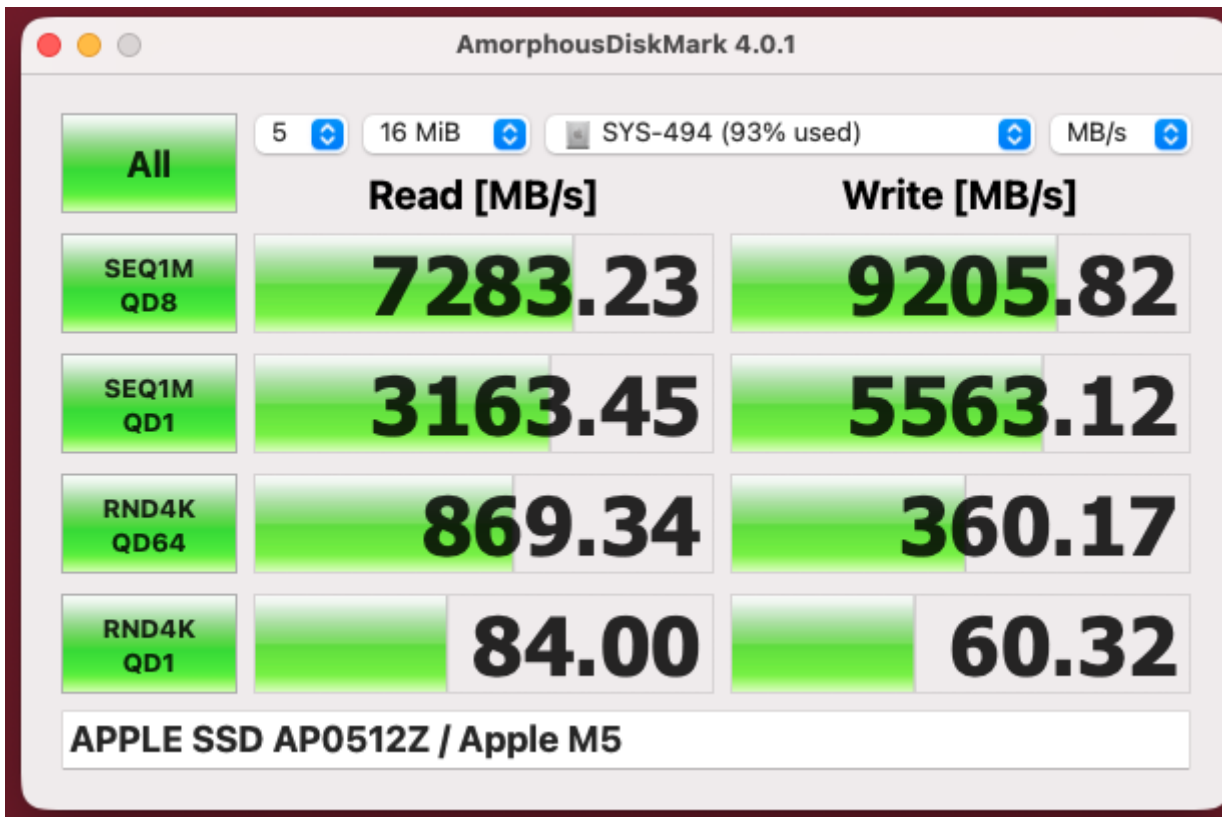 AmorphousDiskMark 4.0.1
All
5 16 MiB SYS-494 (93% used) MB/s
Read [MB/s] Write [MB/s]
SEQ1M
QD8
7283.23 9205.82
SEQ1M
QD1
3163.45 5563.12
RND4K
QD64
869.34 360.17
RND4K
QD1
84.00 60.32
APPLE SSD AP0512Z / Apple M5